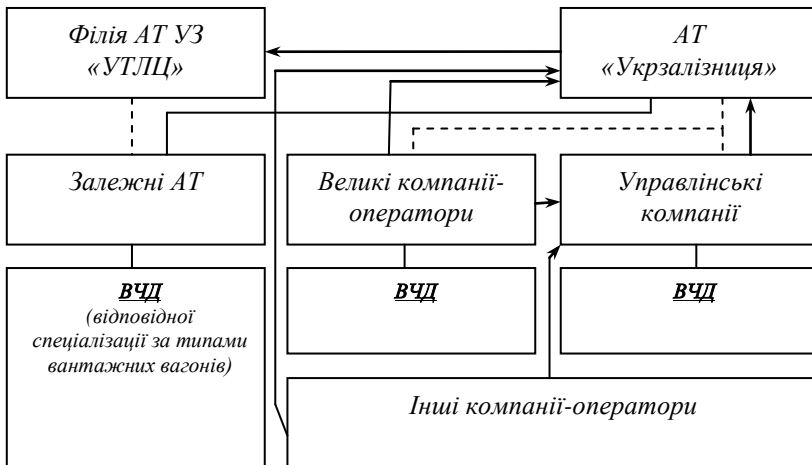 Філія АТ УЗ
«УТЛЦ»
АТ
«Укрзалізниця»
Залежні АТ
Великі компанії-
оператори
Управлінські
компанії
ВЧД
(відповідної
спеціалізації за типами
вантажних вагонів)
ВЧД
ВЧД
Інші компанії-оператори